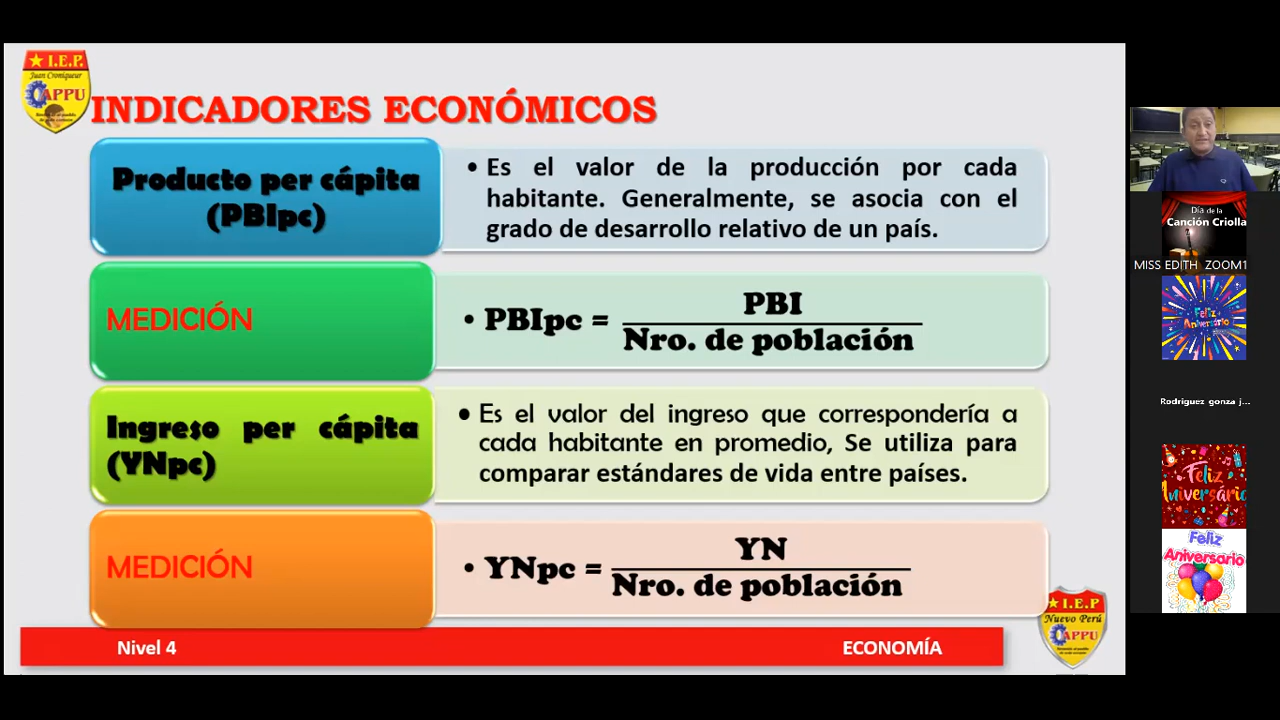 ★ I.E.P.
Juan Croniqueur
CAPPU
INDICADORES ECONÓMICOS
Producto per cápita
(PBIpc)
• Es el valor de la producción por cada
habitante. Generalmente, se asocia con el
grado de desarrollo relativo de un país.
MEDICIÓN
• PBIpc =
PBI
Nro. de población
Ingreso per cápita
(YNpc)
• Es el valor del ingreso que correspondería a
cada habitante en promedio, Se utiliza para
comparar estándares de vida entre países.
MEDICIÓN
• YNpc =
YN
Nro. de población
Nivel 4
ECONOMÍA
★ I.E.P
Nuevo Perú
CAPPU
Día de la
Canción Criolla
MISS EDITH ZOOM1
Feliz
Aniversario
Rodriguez gonza j...
Feliz
Aniversário
Feliz
Aniversario